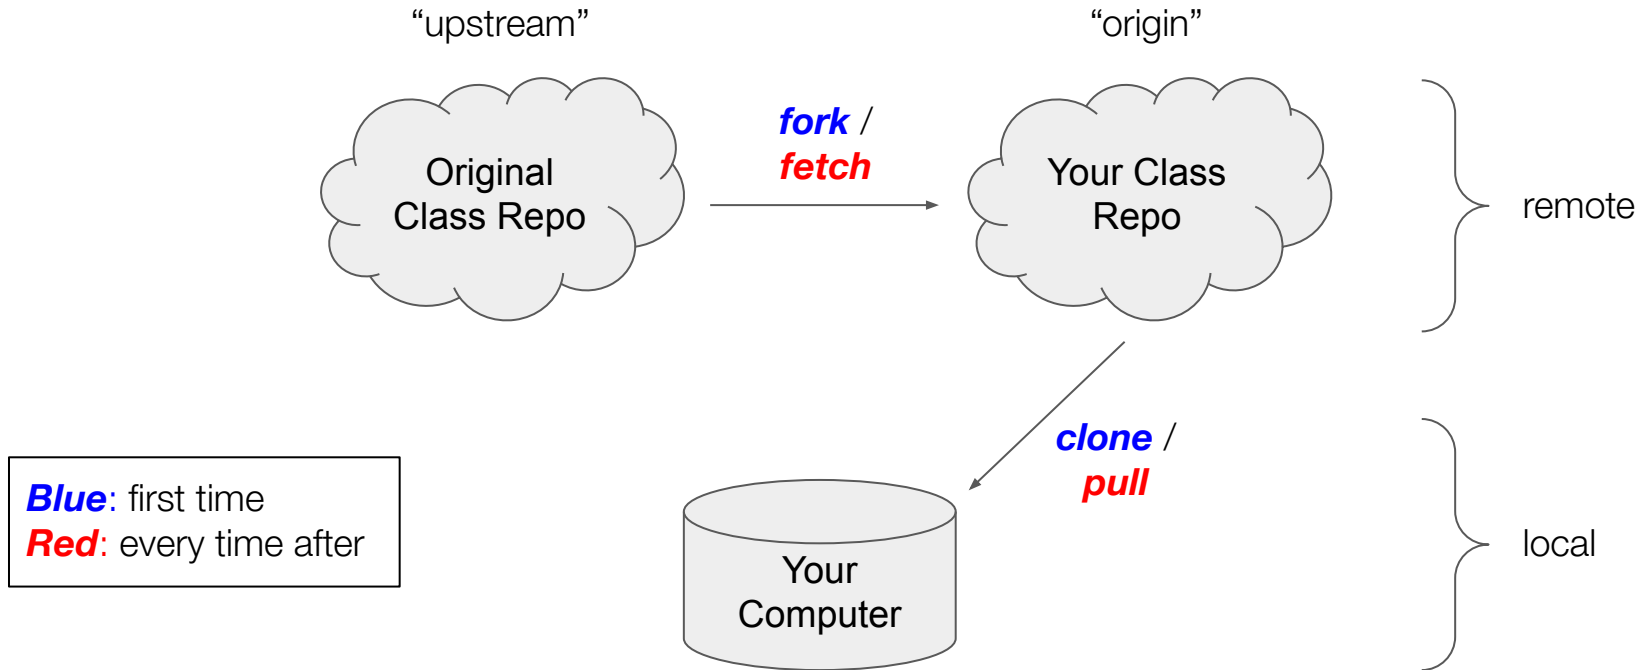 “upstream”
“origin”
fork /
fetch
Original
Class Repo
Your Class
Repo
remote
clone /
pull
Blue: first time
Red: every time after
Your
Computer
local